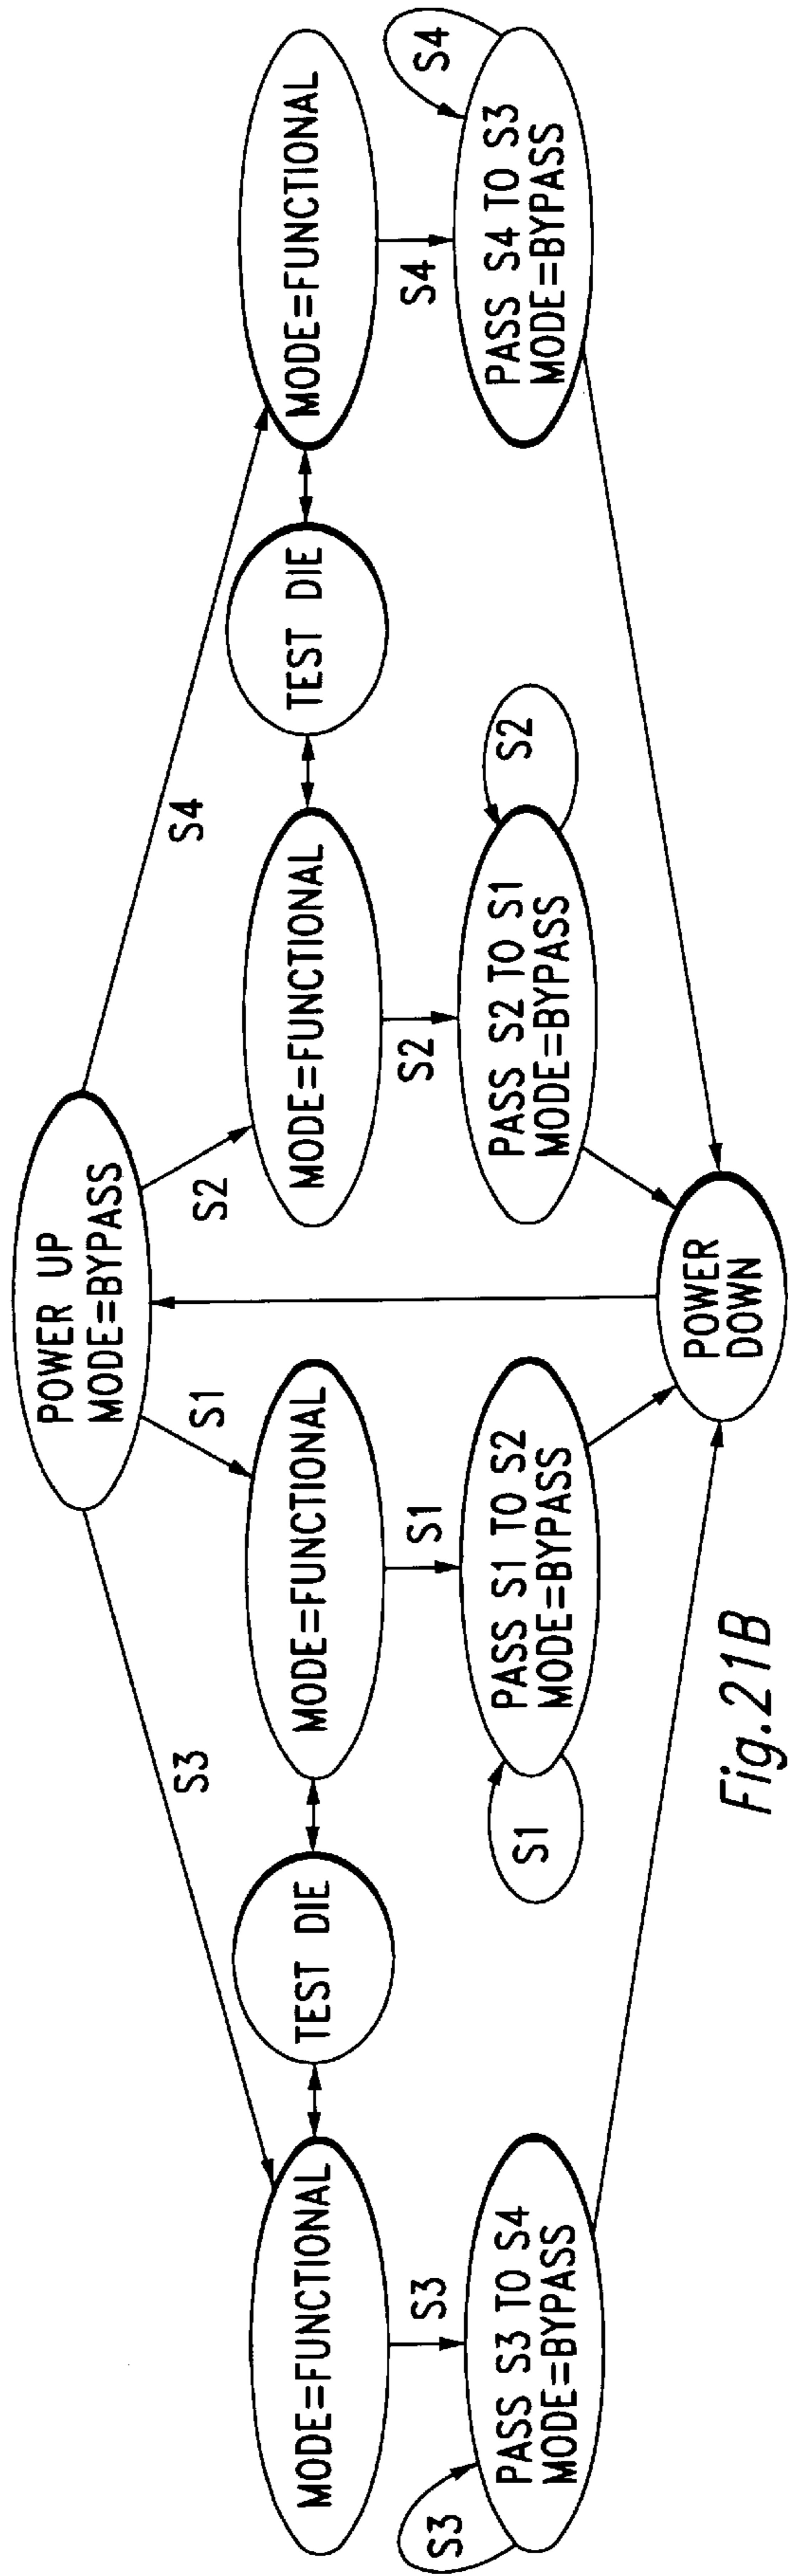 POWER UP
MODE=BYPASS
S3
S1
S2
S4
MODE=FUNCTIONAL
TEST DIE
MODE=FUNCTIONAL
MODE=FUNCTIONAL
TEST DIE
MODE=FUNCTIONAL
S3
S1
S2
S4
S3
PASS S3 TO S4
MODE=BYPASS
S1
PASS S1 TO S2
MODE=BYPASS
PASS S2 TO S1
MODE=BYPASS
S2
PASS S4 TO S3
MODE=BYPASS
S4
POWER
DOWN
Fig.21B